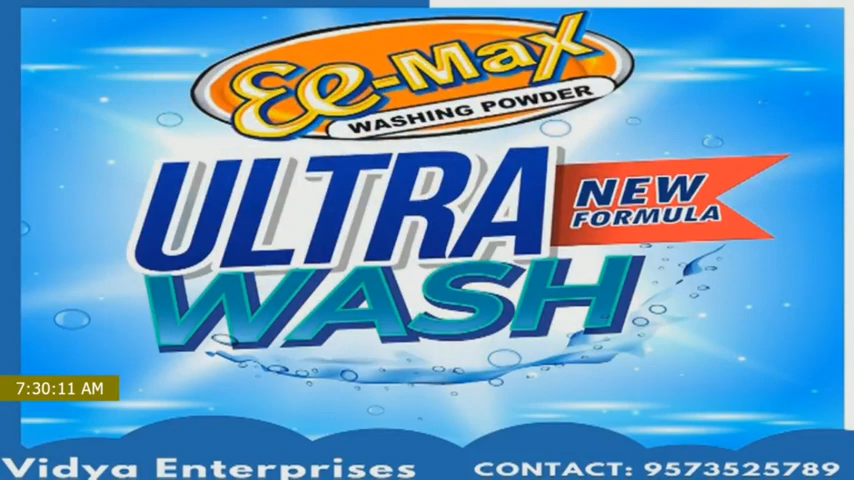 Ee-Max
WASHING POWDER
ULTRA
NEW
FORMULA
WASH
7:30:11 AM
Vidya Enterprises
CONTACT: 9573525789